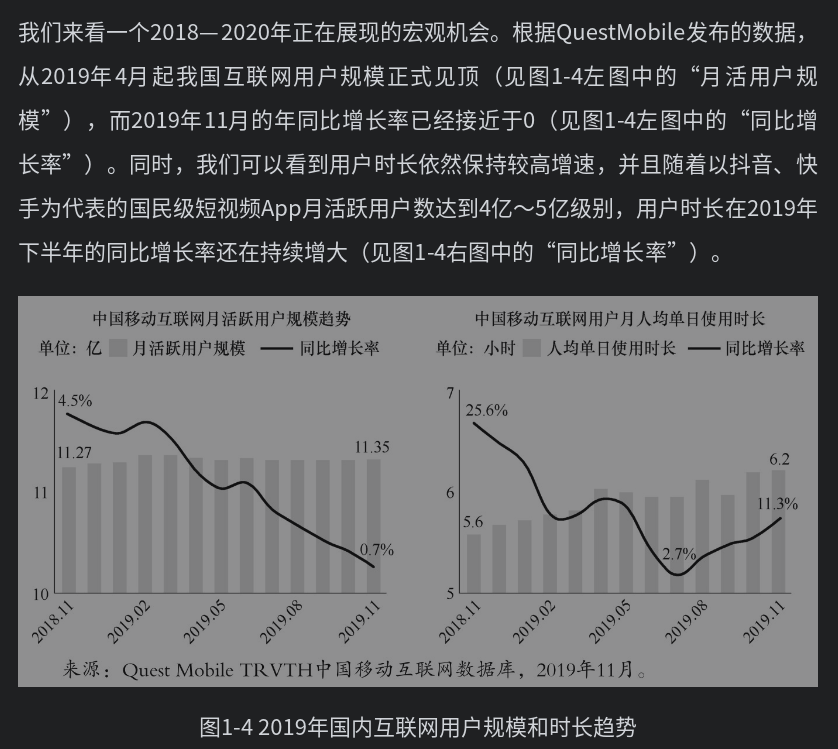 我们来看一个2018—2020年正在展现的宏观机会。根据QuestMobile发布的数据，
从2019年4月起我国互联网用户规模正式见顶（见图1-4左图中的“月活用户规
模”），而2019年11月的年同比增长率已经接近于0（见图1-4左图中的“同比增
长率”）。同时，我们可以看到用户时长依然保持较高增速，并且随着以抖音、快
手为代表的国民级短视频App月活跃用户数达到4亿～5亿级别，用户时长在2019年
下半年的同比增长率还在持续增大（见图1-4右图中的“同比增长率”）。
中国移动互联网月活跃用户规模趋势
单位：亿 月活跃用户规模 同比增长率
12
4.5%
11.27
11.35
11
0.7%
10
2018.11 2019.02 2019.05 2019.08 2019.11
中国移动互联网用户月人均单日使用时长
单位：小时 人均单日使用时长 同比增长率
7
25.6%
6.2
6
11.3%
5.6
2.7%
5
2018.11 2019.02 2019.05 2019.08 2019.11
来源：Quest Mobile TRVTH中国移动互联网数据库，2019年11月。
图1-4 2019年国内互联网用户规模和时长趋势